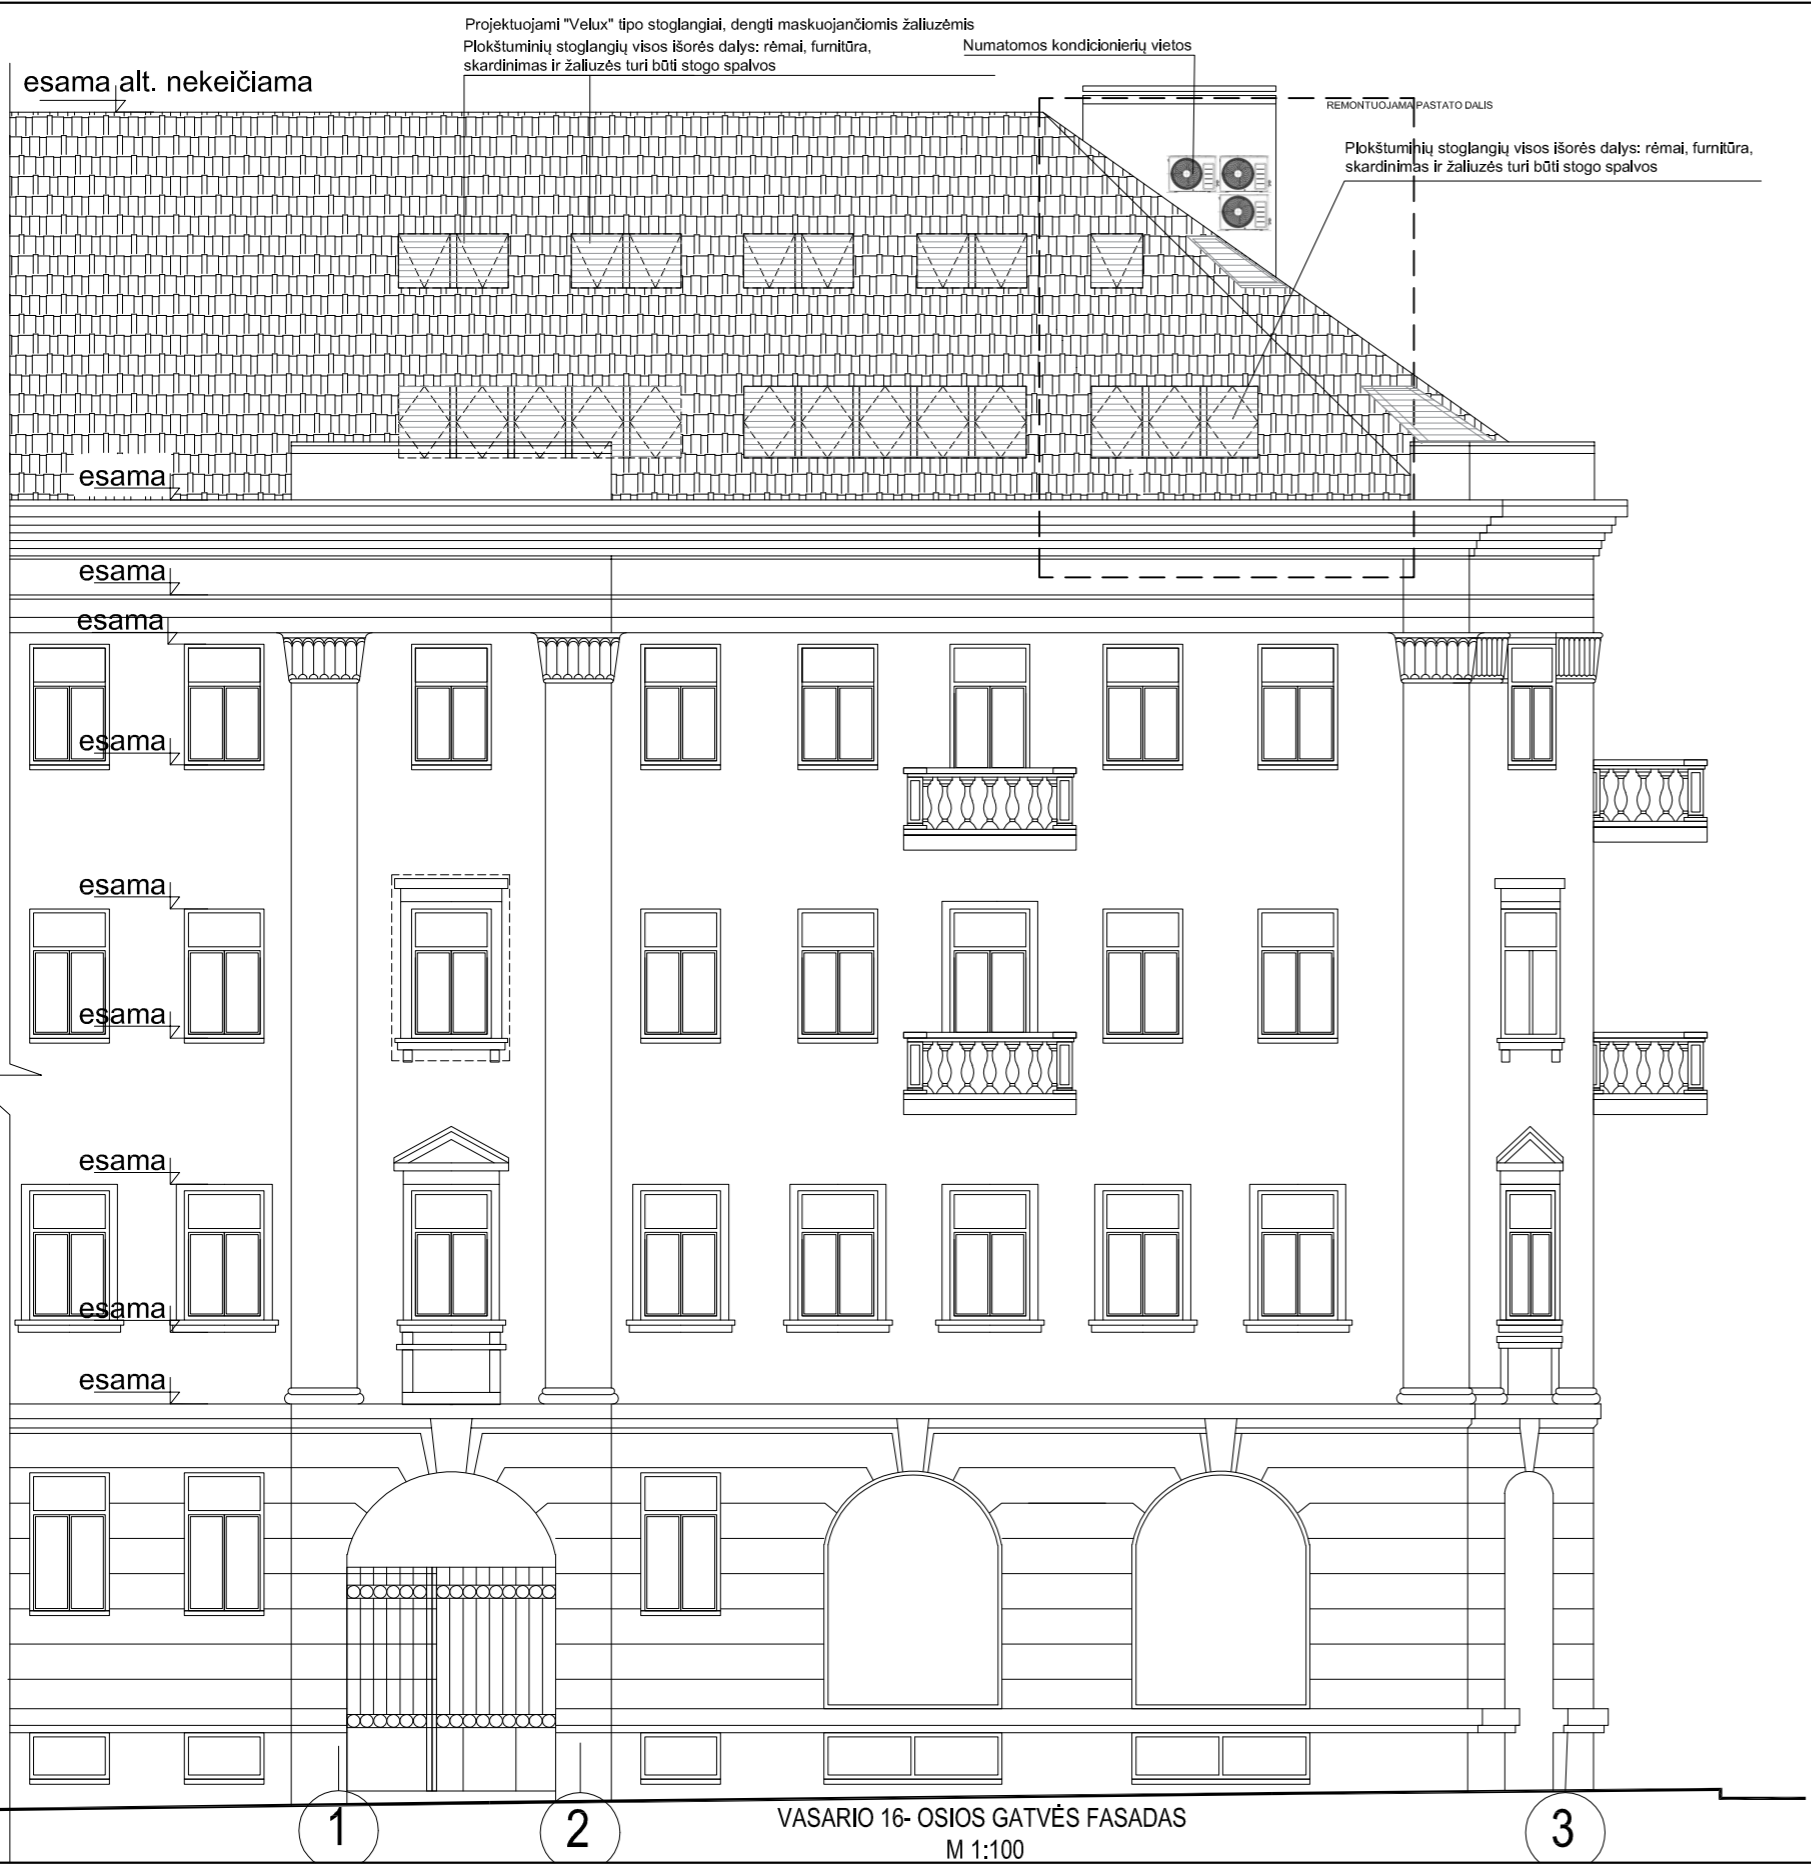 Projektuojami "Velux" tipo stoglangiai, dengti maskuojančiomis žaliuzėmis
Plokštuminių stoglangių visos išorės dalys: rėmai, furnitūra,
skardinimas ir žaliuzės turi būti stogo spalvos
Numatomos kondicionierių vietos
esama alt. nekeičiama
REMONTUOJAMA PASTATO DALIS
Plokštuminių stoglangių visos išorės dalys: rėmai, furnitūra,
skardinimas ir žaliuzės turi būti stogo spalvos
esama
esama
esama
esama
esama
esama
esama
esama
esama
1
2
VASARIO 16- OSIOS GATVĖS FASADAS
M 1:100
3